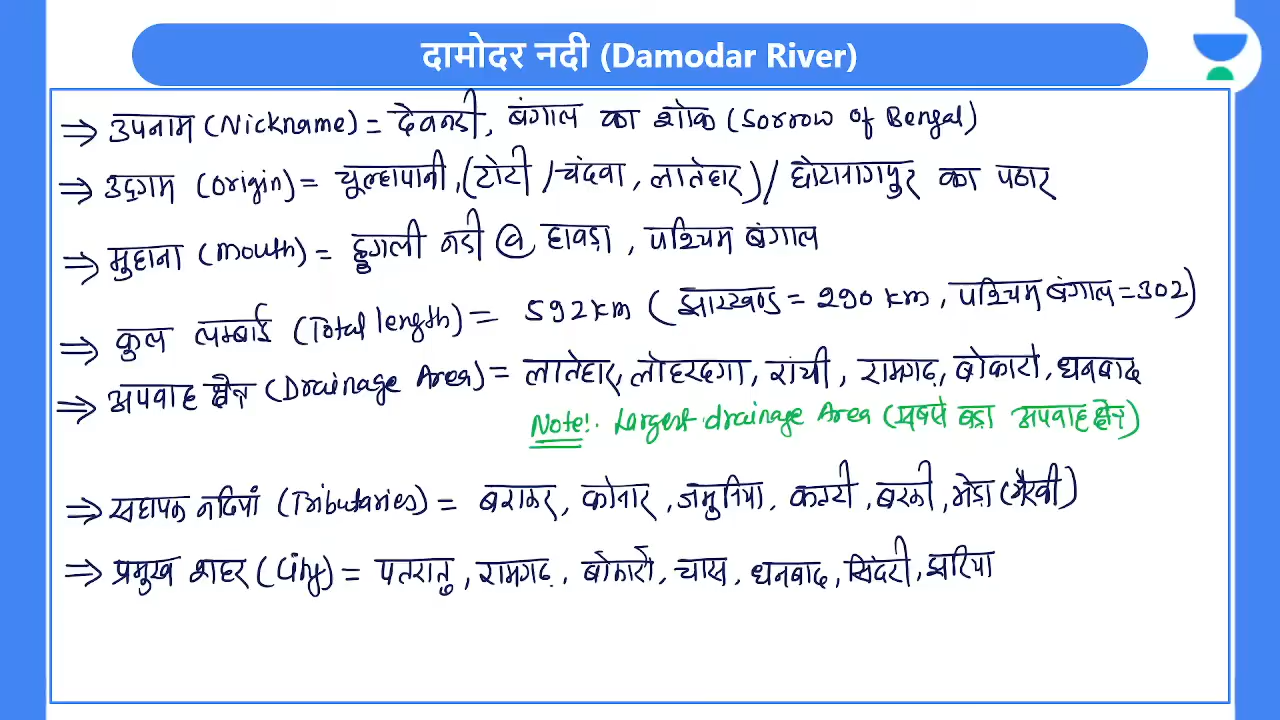 दामोदर नदी (Damodar River)
⇒ उपनाम (Nickname) = देवनदी, बंगाल का शोक (Sorrow of Bengal)
⇒ उद्गम (Origin) = चूल्हापानी, (टोरी / चंदवा, लातेहार) / छोटानागपुर का पठार
⇒ मुहाना (Mouth) = हुगली नदी @ हावड़ा, पश्चिम बंगाल
⇒ कुल लम्बाई (Total length) = 592 km (झारखण्ड = 290 km, पश्चिम बंगाल = 302)
⇒ अपवाह क्षेत्र (Drainage Area) = लातेहार, लोहरदगा, रांची, रामगढ़, बोकारो, धनबाद
Note:. Largest drainage Area (सबसे बड़ा अपवाह क्षेत्र)
⇒ सहायक नदियां (Tributaries) = बराकर, कोनार, जमुनिया, कतरी, बरकी, भेड़ा (भैरवी)
⇒ प्रमुख शहर (City) = पतरातु, रामगढ़, बोकारो, चास, धनबाद, सिंदरी, झरिया